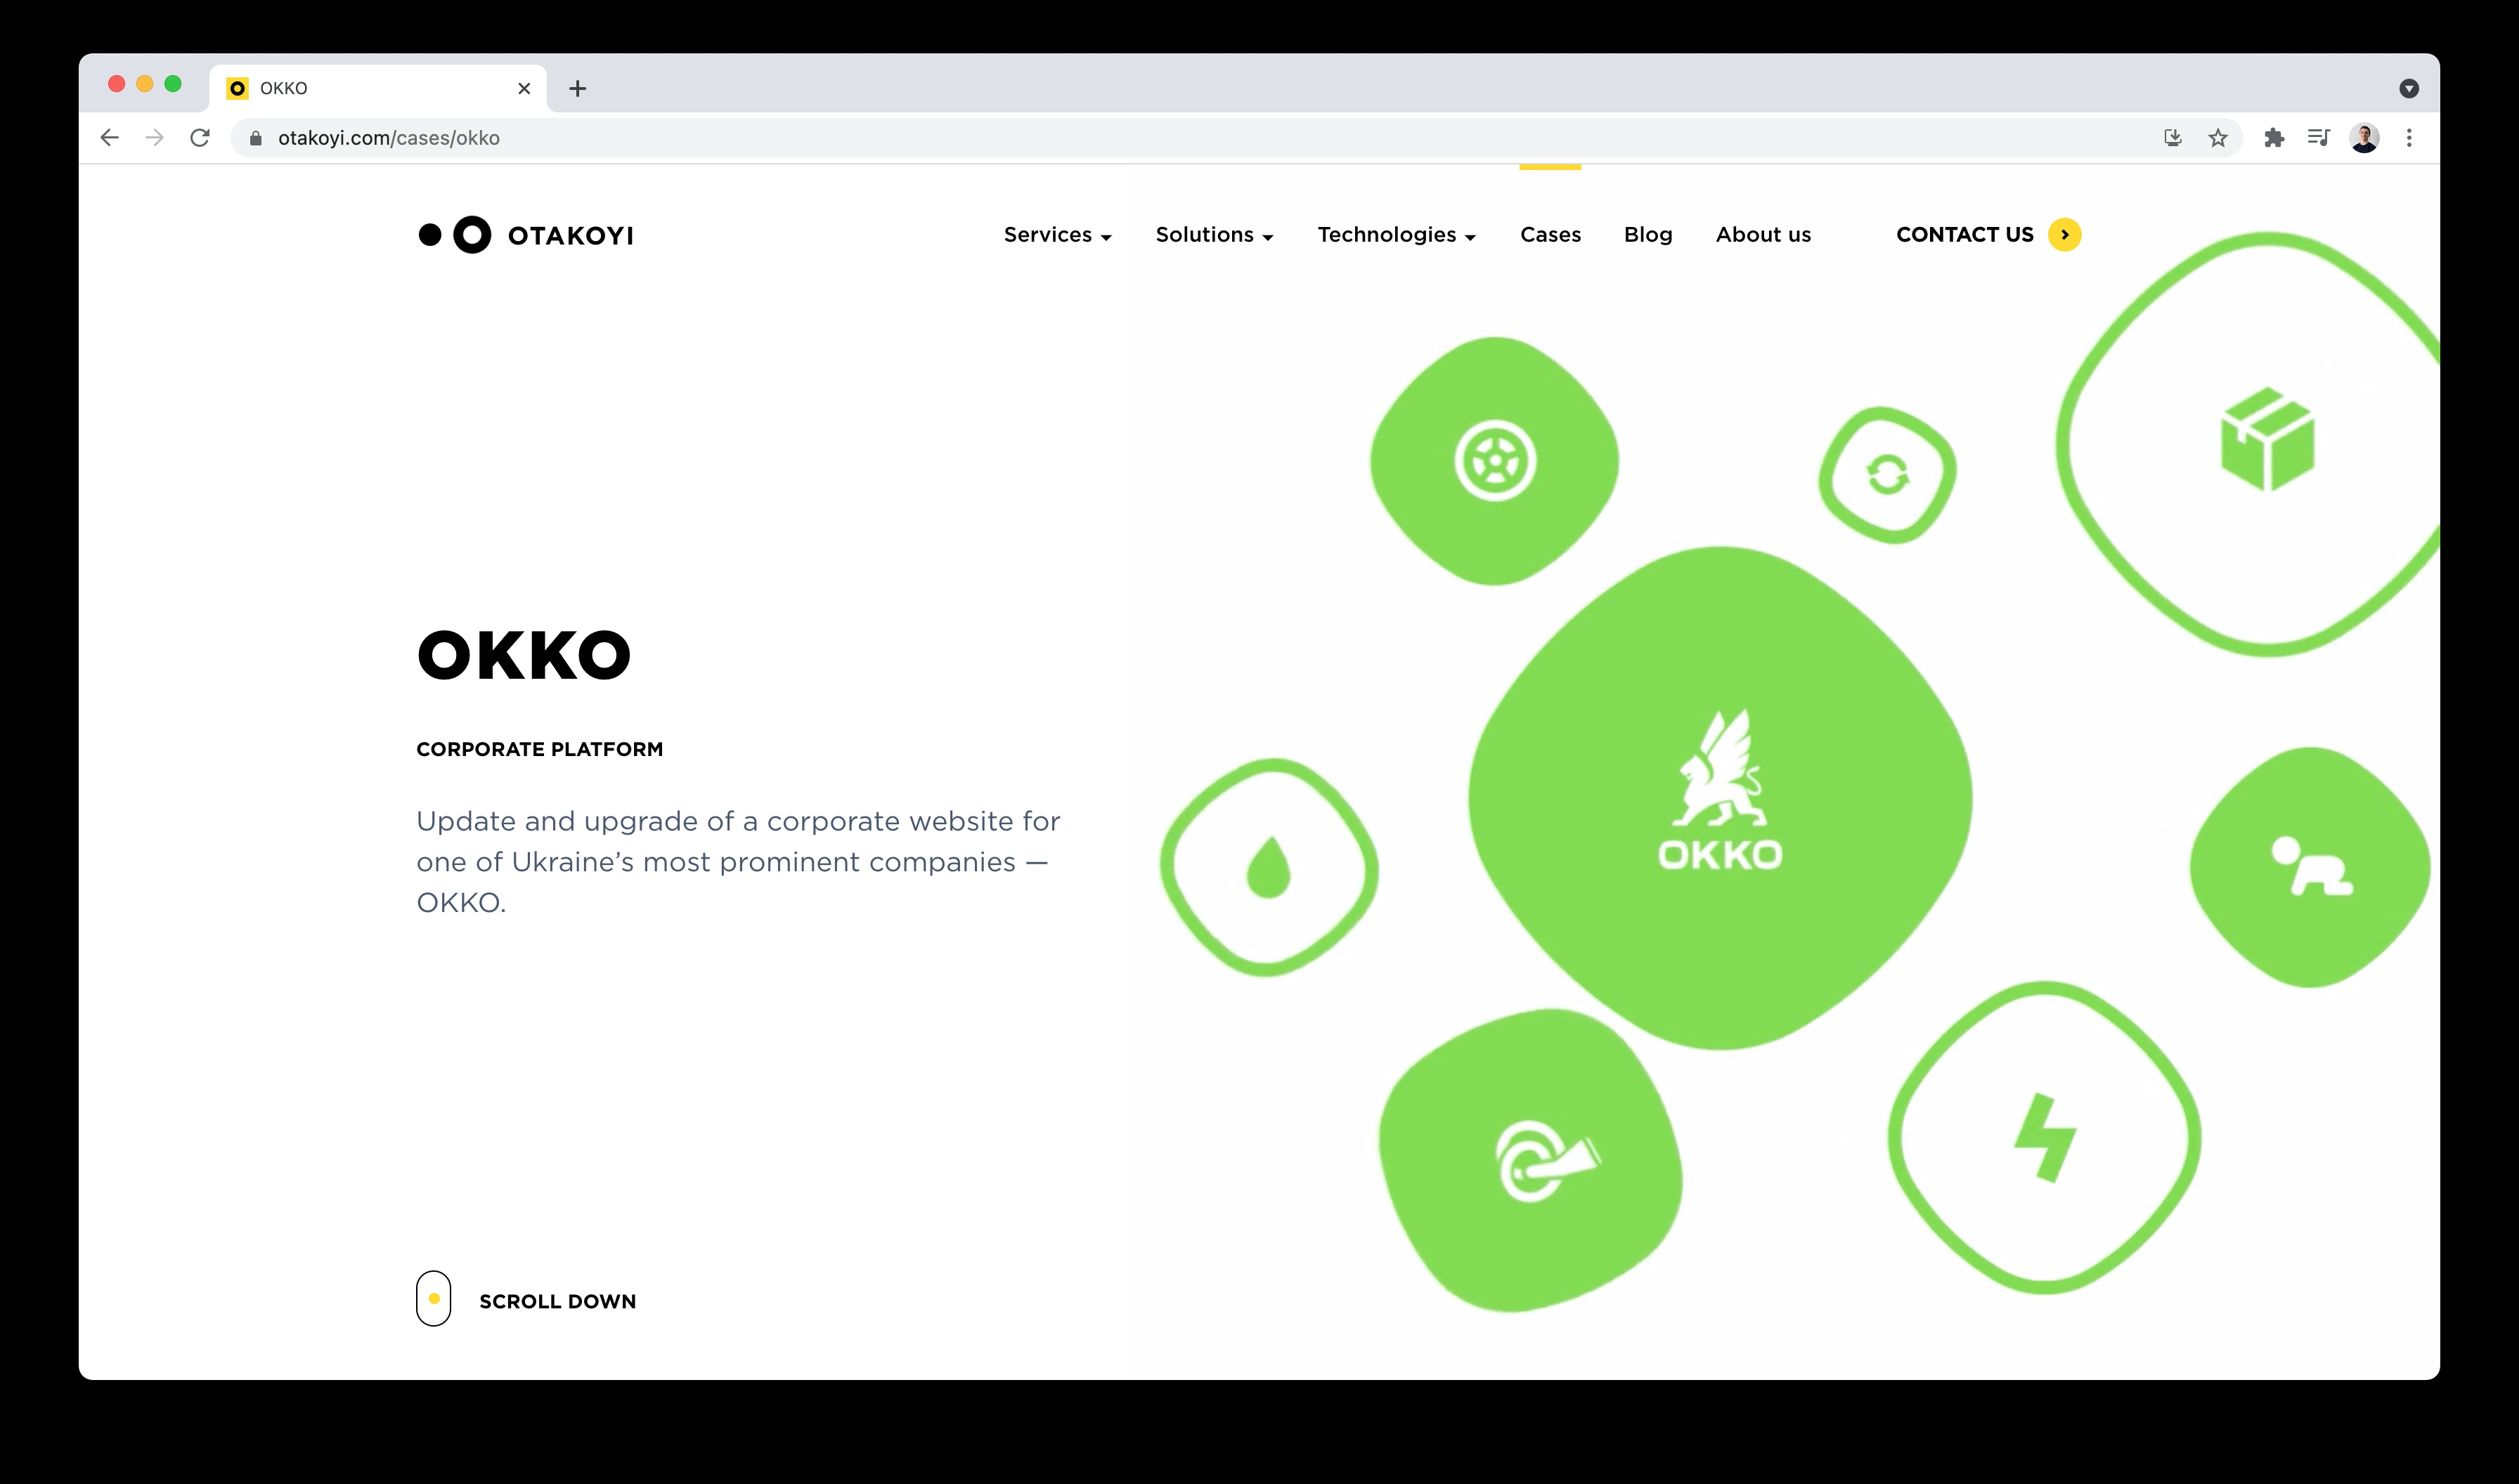 OKKO
otakoyi.com/cases/okko
OTAKOYI
Services
Solutions
Technologies
Cases
Blog
About us
CONTACT US
OKKO
CORPORATE PLATFORM
Update and upgrade of a corporate website for
one of Ukraine’s most prominent companies —
OKKO.
OKKO
SCROLL DOWN